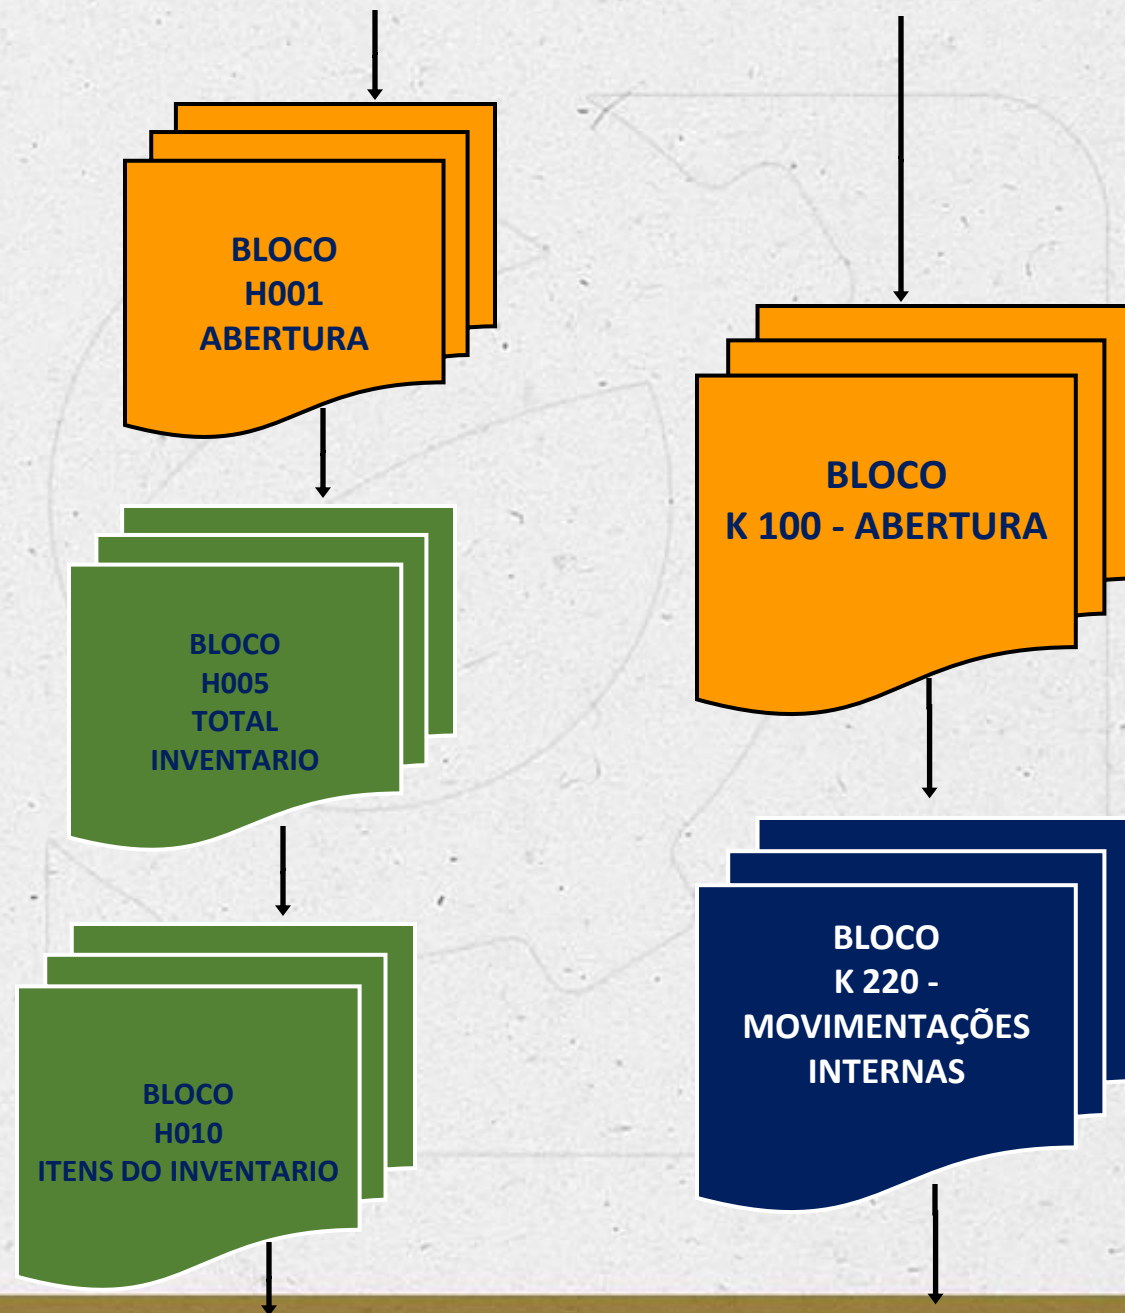 BLOCO
H001
ABERTURA
BLOCO
H005
TOTAL
INVENTARIO
BLOCO
H010
ITENS DO INVENTARIO
BLOCO
K 100 - ABERTURA
BLOCO
K 220 -
MOVIMENTAÇÕES
INTERNAS